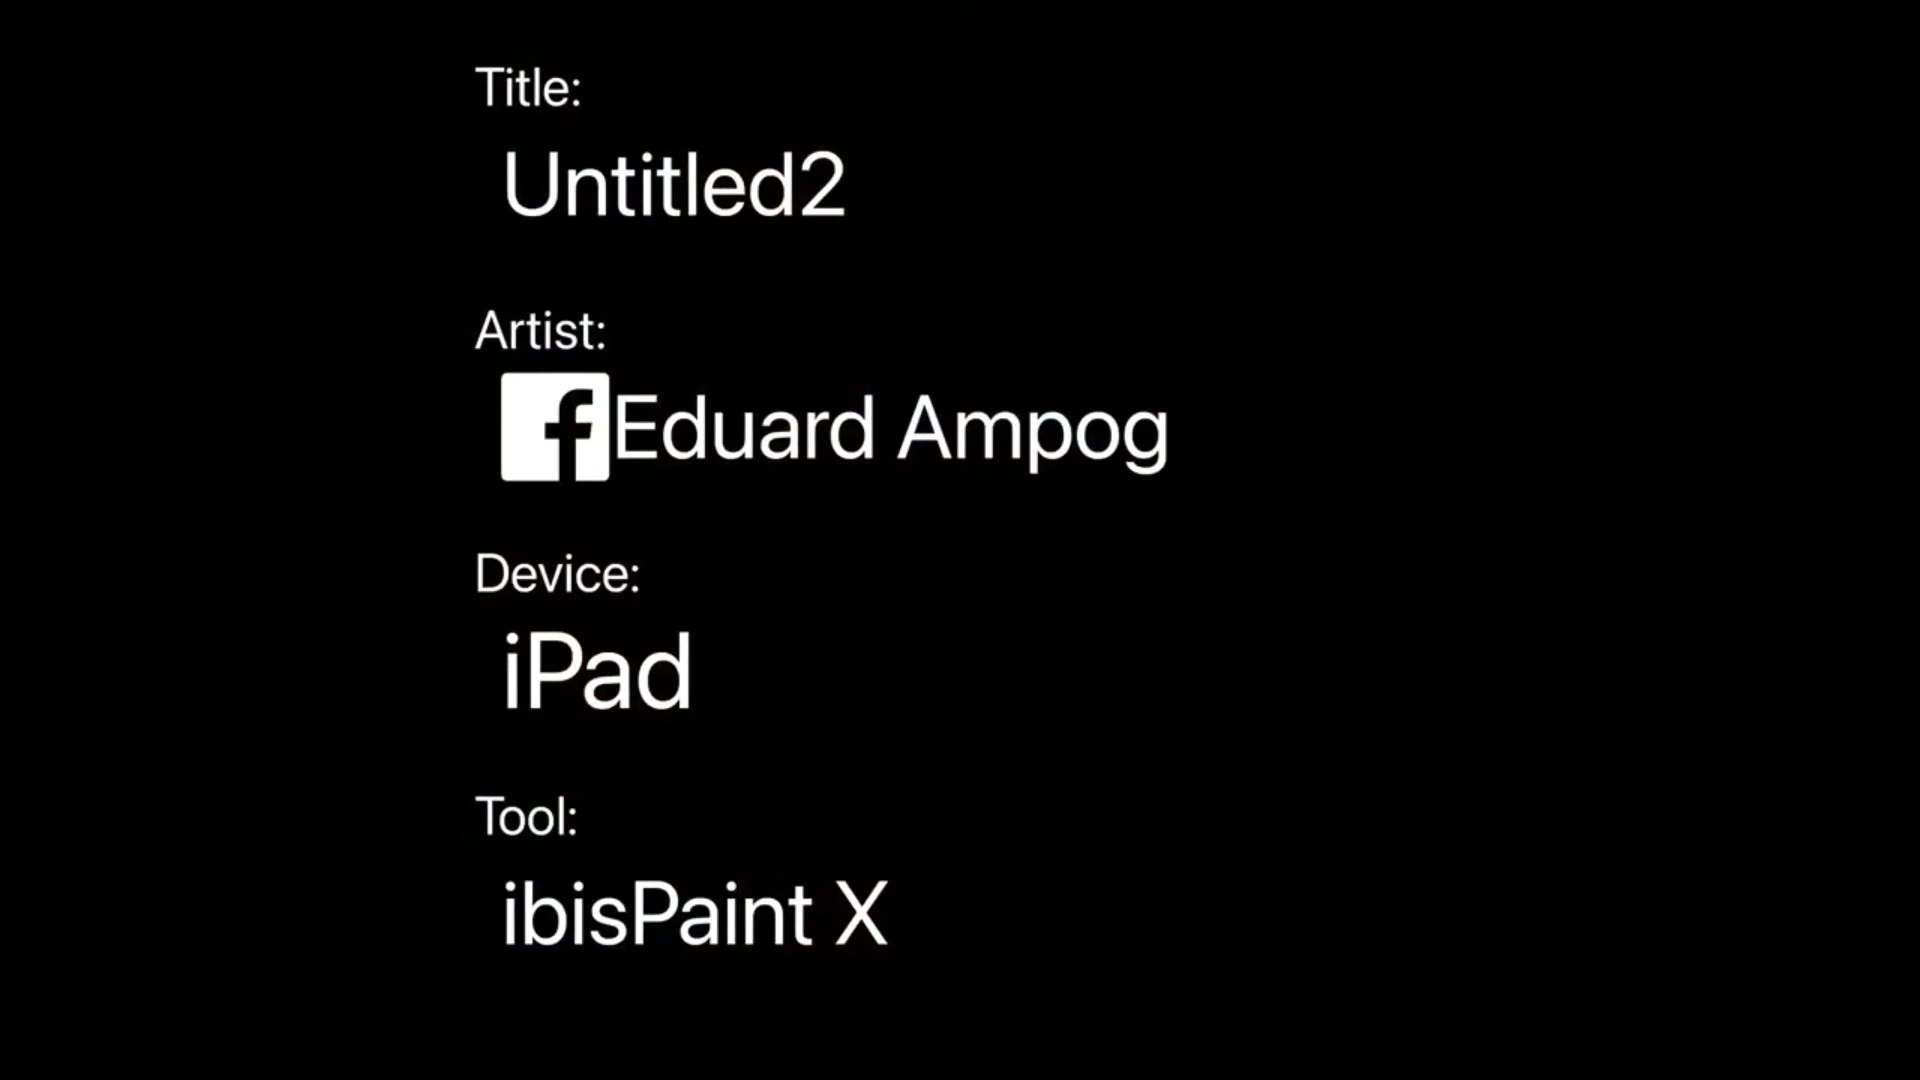 Title:
Untitled2
Artist:
Eduard Ampog
Device:
iPad
Tool:
ibisPaint X